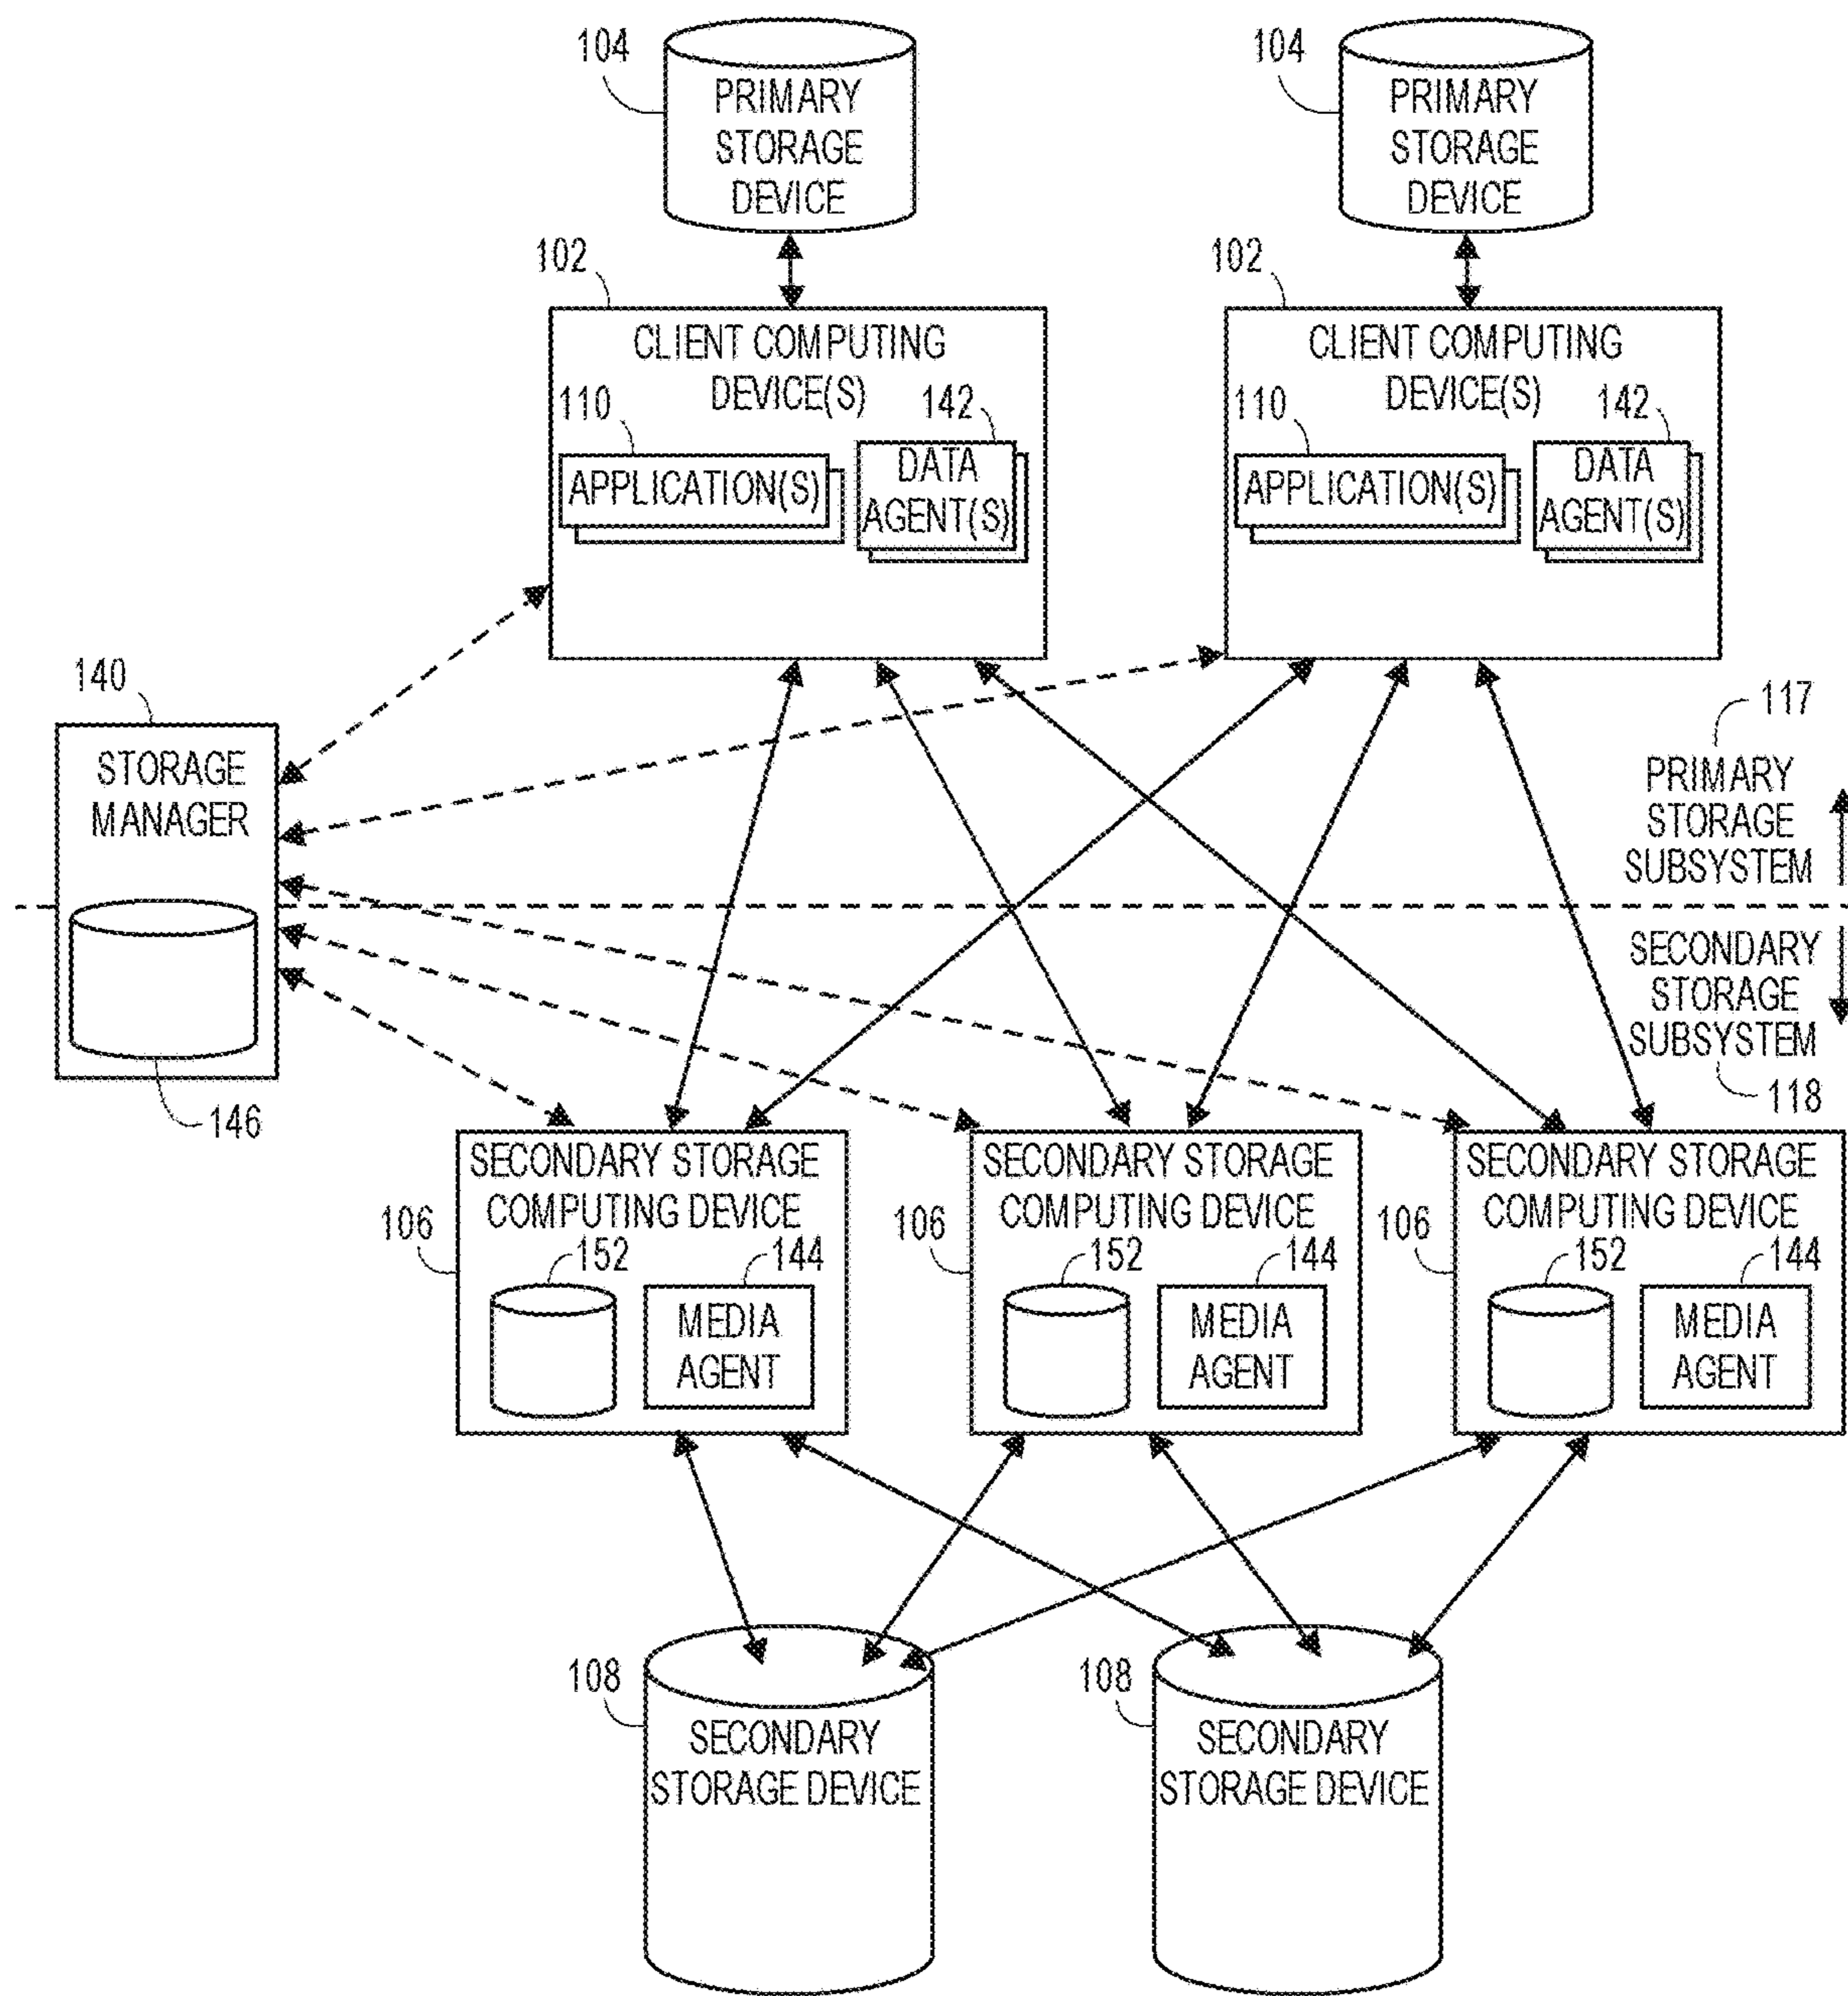 104
PRIMARY
STORAGE
DEVICE
104
PRIMARY
STORAGE
DEVICE
102
CLIENT COMPUTING
DEVICE(S)
110
APPLICATION(S)
142
DATA
AGENT(S)
102
CLIENT COMPUTING
DEVICE(S)
110
APPLICATION(S)
142
DATA
AGENT(S)
140
STORAGE
MANAGER
146
117
PRIMARY
STORAGE
SUBSYSTEM
SECONDARY
STORAGE
SUBSYSTEM
118
106
SECONDARY STORAGE
COMPUTING DEVICE
152
144
MEDIA
AGENT
106
SECONDARY STORAGE
COMPUTING DEVICE
152
144
MEDIA
AGENT
106
SECONDARY STORAGE
COMPUTING DEVICE
152
144
MEDIA
AGENT
108
SECONDARY
STORAGE DEVICE
108
SECONDARY
STORAGE DEVICE